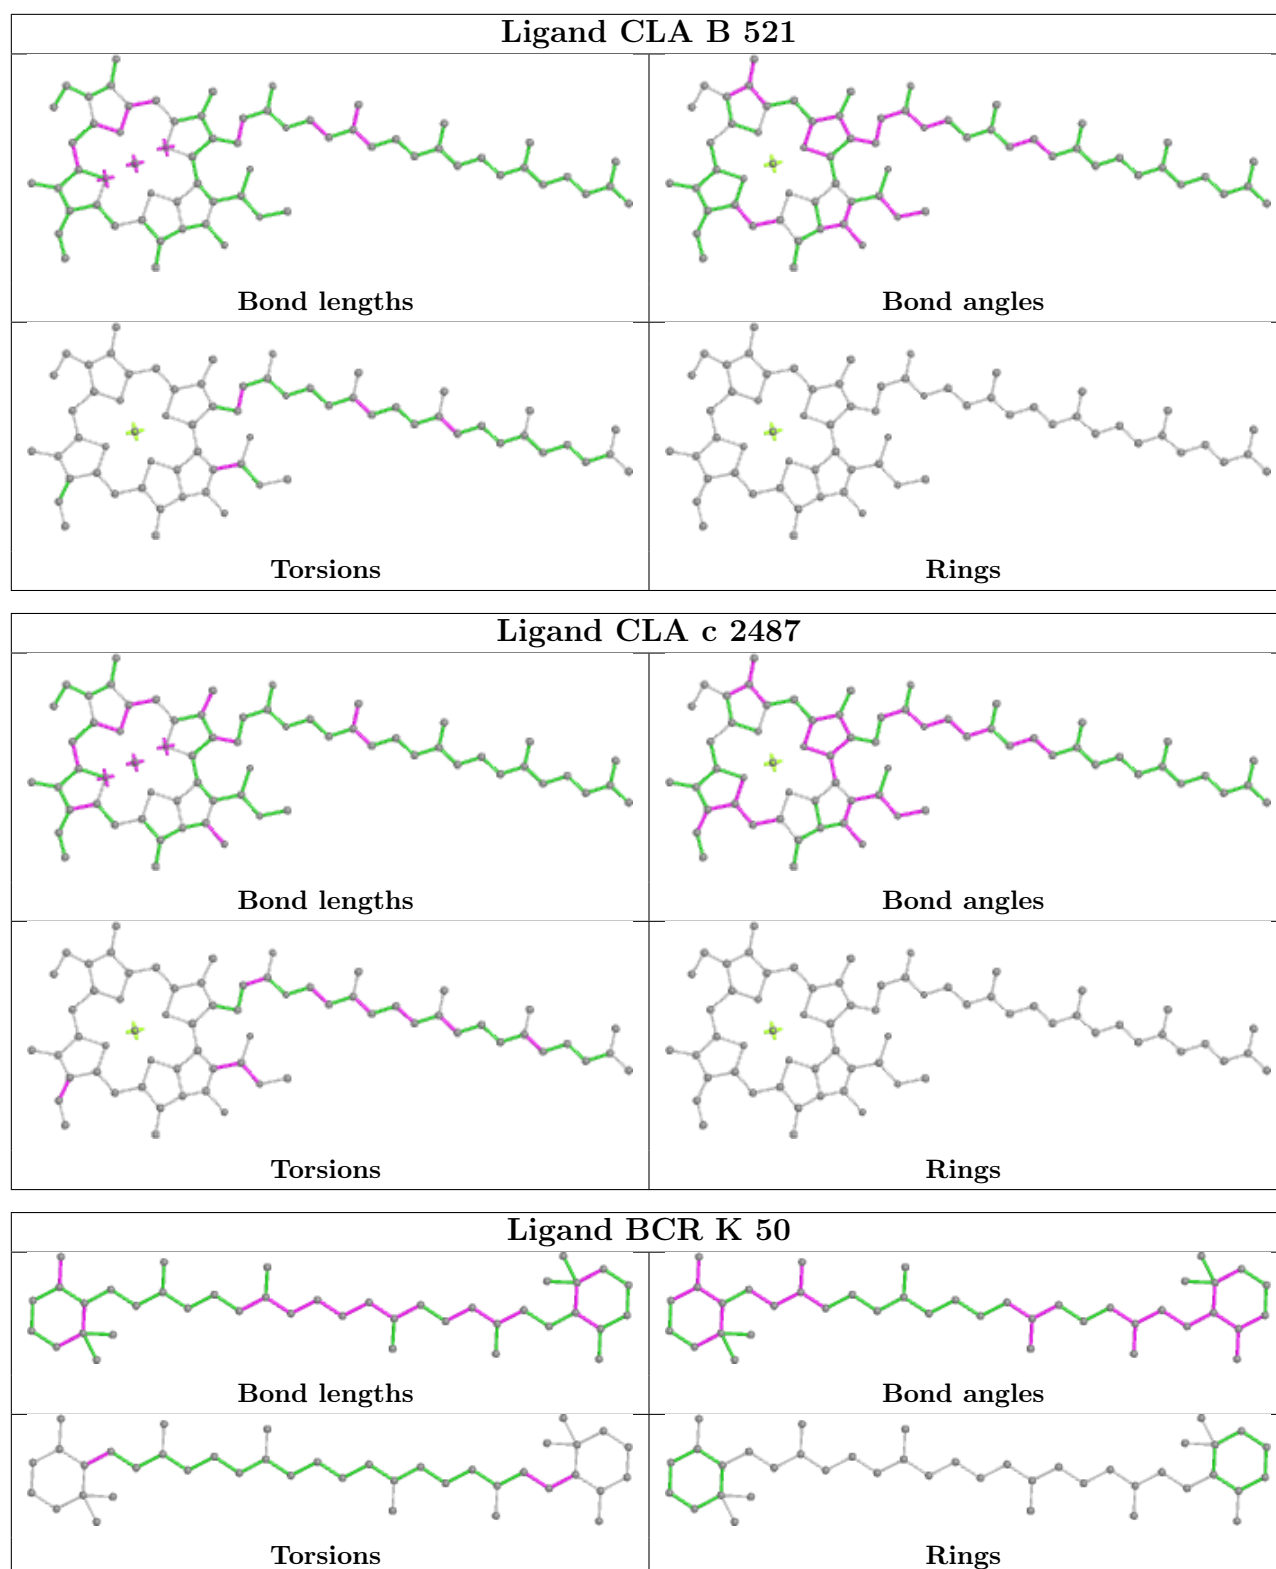 Ligand CLA B 521
Bond lengths
Bond angles
Torsions
Rings
Ligand CLA c 2487
Bond lengths
Bond angles
Torsions
Rings
Ligand BCR K 50
Bond lengths
Bond angles
Torsions
Rings